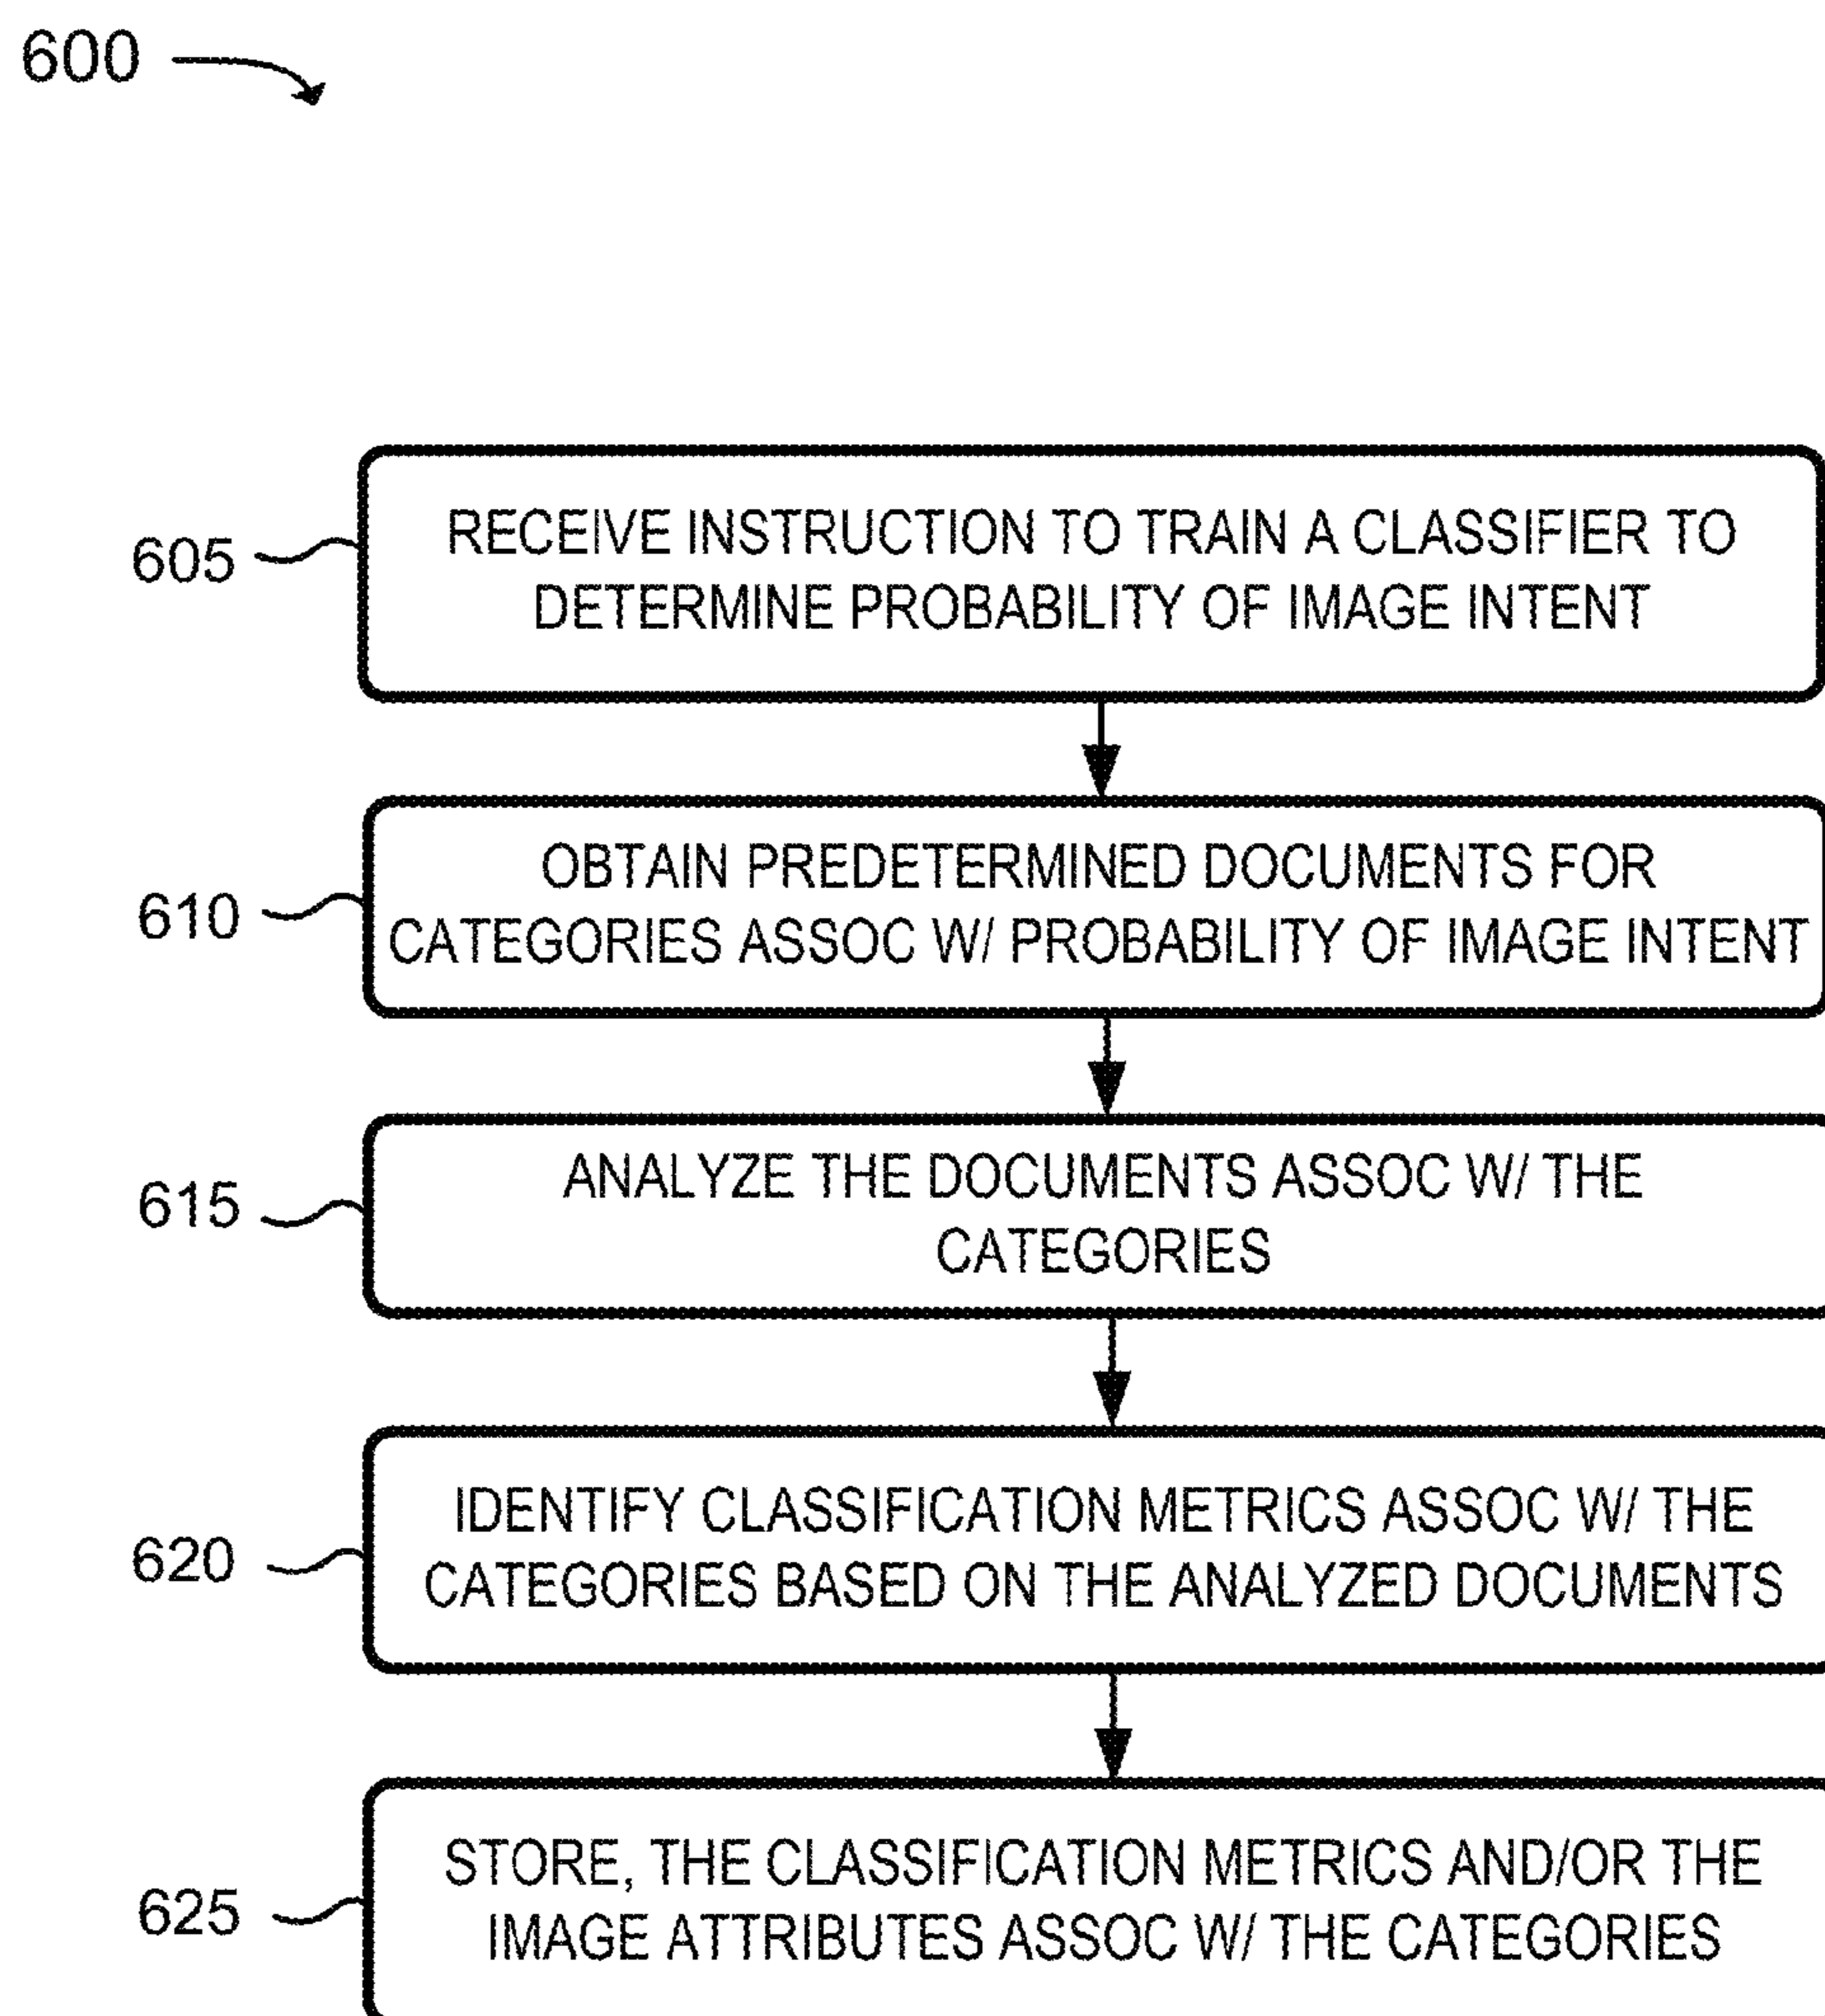 600
605
RECEIVE INSTRUCTION TO TRAIN A CLASSIFIER TO
DETERMINE PROBABILITY OF IMAGE INTENT
610
OBTAIN PREDETERMINED DOCUMENTS FOR
CATEGORIES ASSOC W/ PROBABILITY OF IMAGE INTENT
615
ANALYZE THE DOCUMENTS ASSOC W/ THE
CATEGORIES
620
IDENTIFY CLASSIFICATION METRICS ASSOC W/ THE
CATEGORIES BASED ON THE ANALYZED DOCUMENTS
625
STORE, THE CLASSIFICATION METRICS AND/OR THE
IMAGE ATTRIBUTES ASSOC W/ THE CATEGORIES